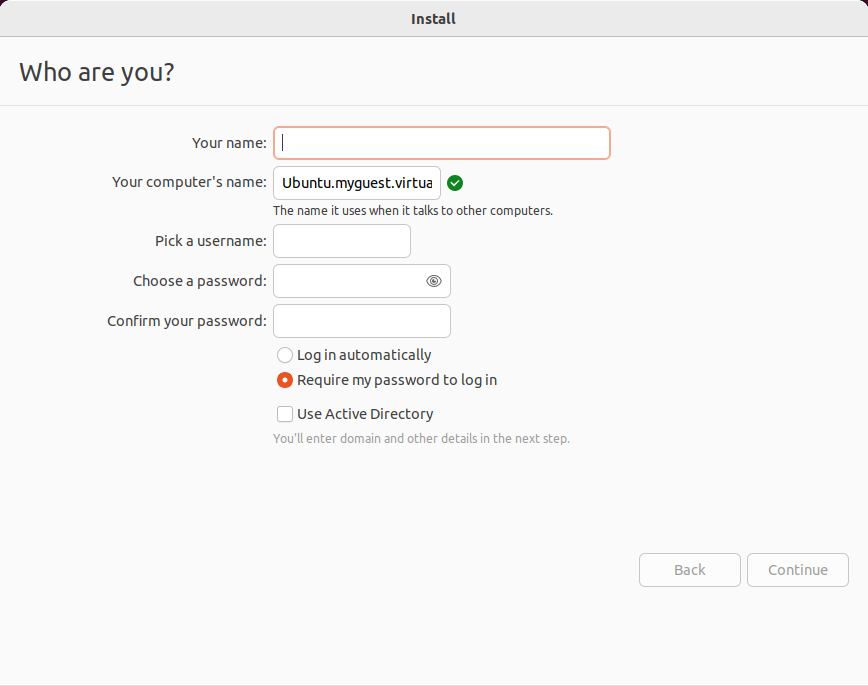 Install
Who are you?
Your name:
Your computer's name: Ubuntu.myguest.virtua
The name it uses when it talks to other computers.
Pick a username:
Choose a password:
Confirm your password:
Log in automatically
Require my password to log in
Use Active Directory
You'll enter domain and other details in the next step.
Back Continue